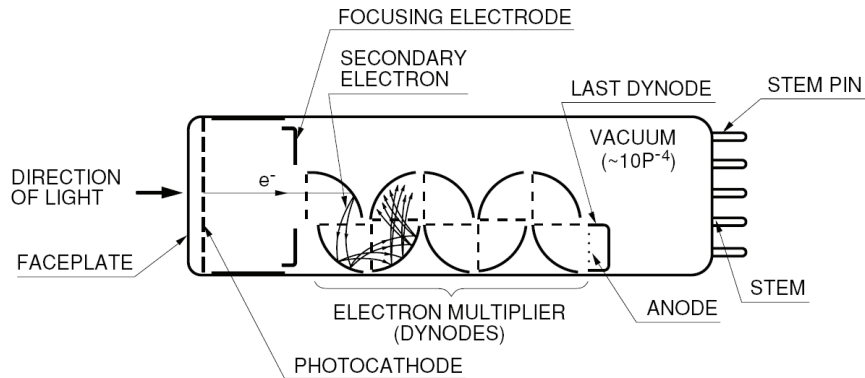 FOCUSING ELECTRODE
SECONDARY
ELECTRON
LAST DYNODE
STEM PIN
VACUUM
(~10P⁻⁴)
DIRECTION
OF LIGHT
e⁻
FACEPLATE
ELECTRON MULTIPLIER
(DYNODES)
ANODE
STEM
PHOTOCATHODE